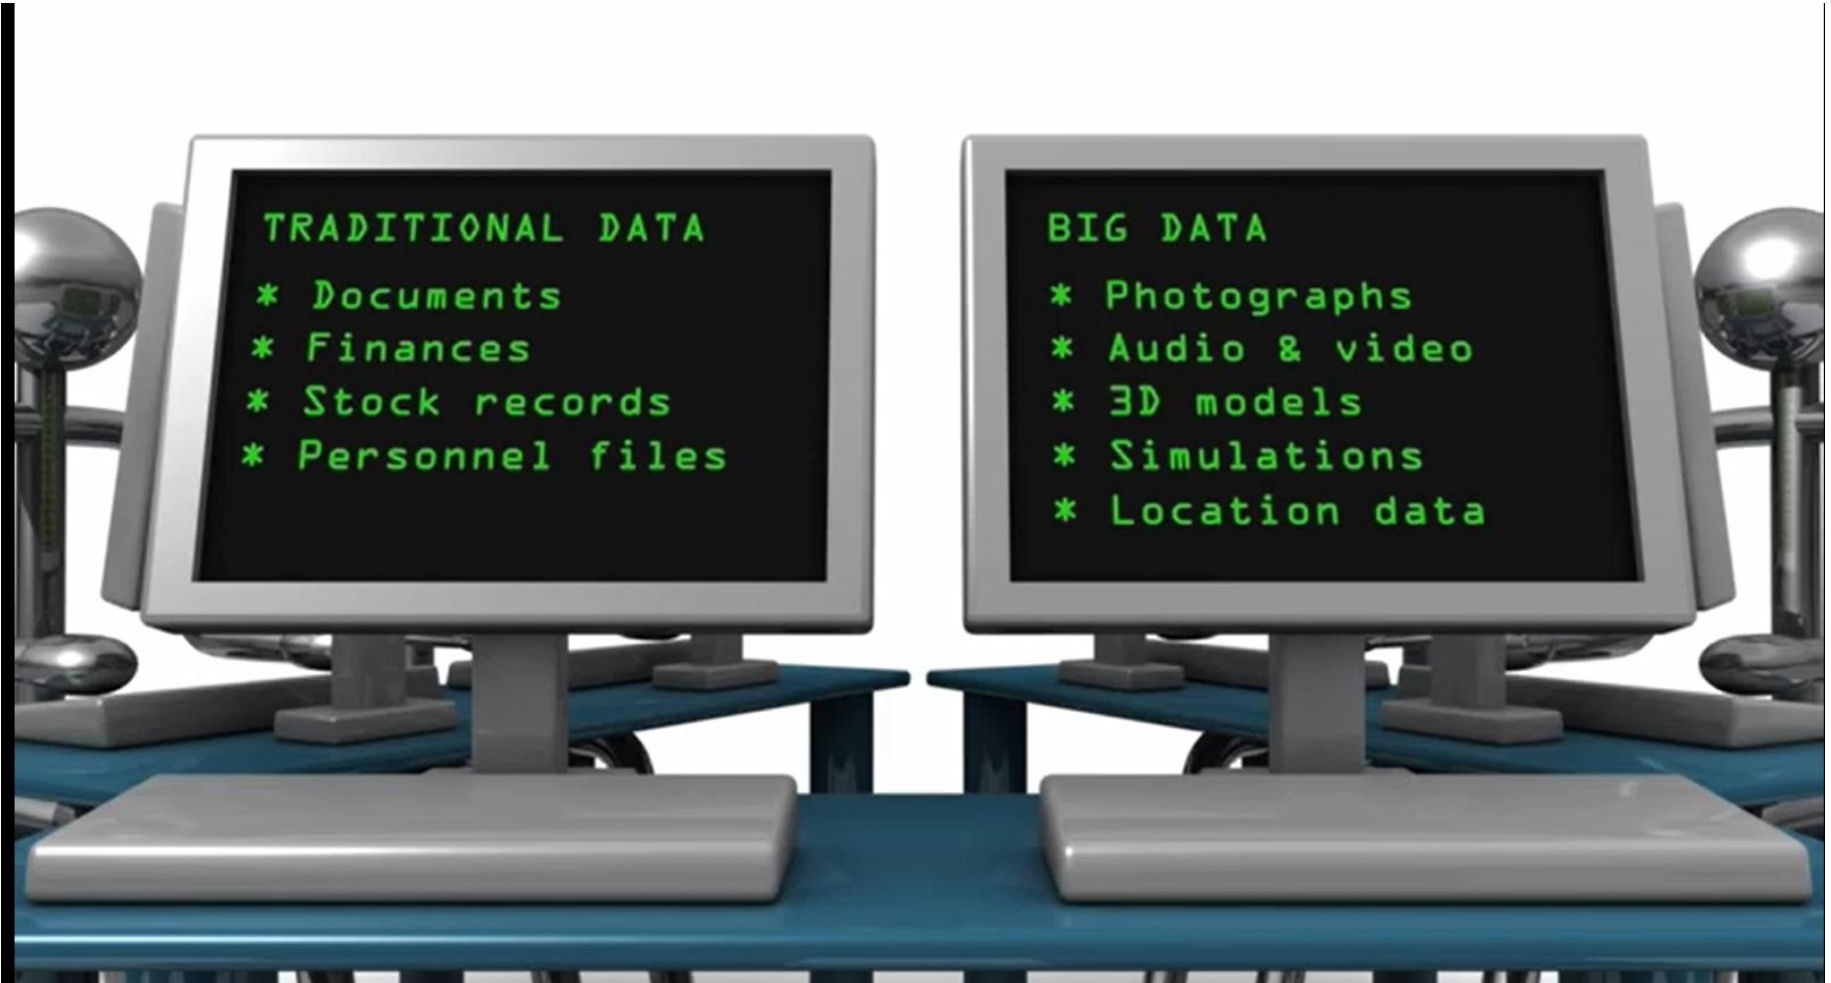 TRADITIONAL DATA
* Documents
* Finances
* Stock records
* Personnel files
BIG DATA
* Photographs
* Audio & video
* 3D models
* Simulations
* Location data